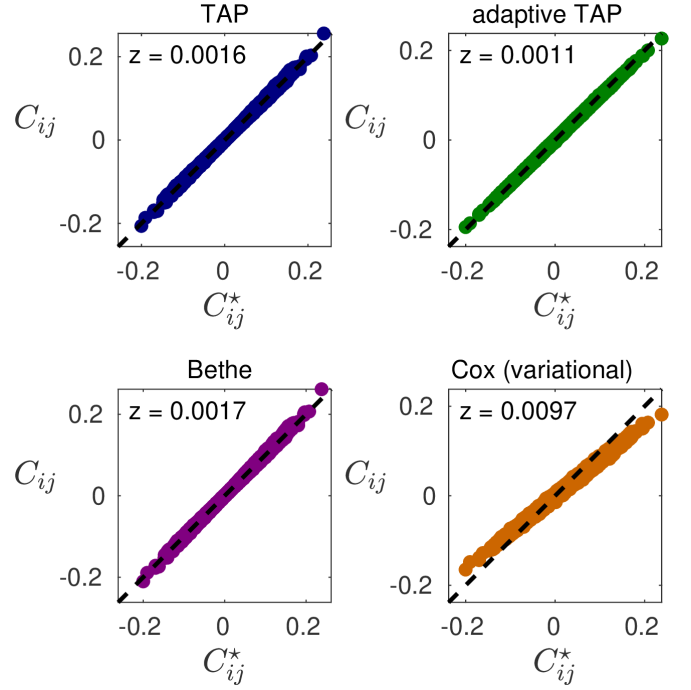 TAP
z = 0.0016
0.2
0
-0.2
C_{ij}
-0.2 0 0.2
C^{⋆}_{ij}
adaptive TAP
z = 0.0011
0.2
0
-0.2
C_{ij}
-0.2 0 0.2
C^{⋆}_{ij}
Bethe
z = 0.0017
0.2
0
-0.2
C_{ij}
-0.2 0 0.2
C^{⋆}_{ij}
Cox (variational)
z = 0.0097
0.2
0
-0.2
C_{ij}
-0.2 0 0.2
C^{⋆}_{ij}